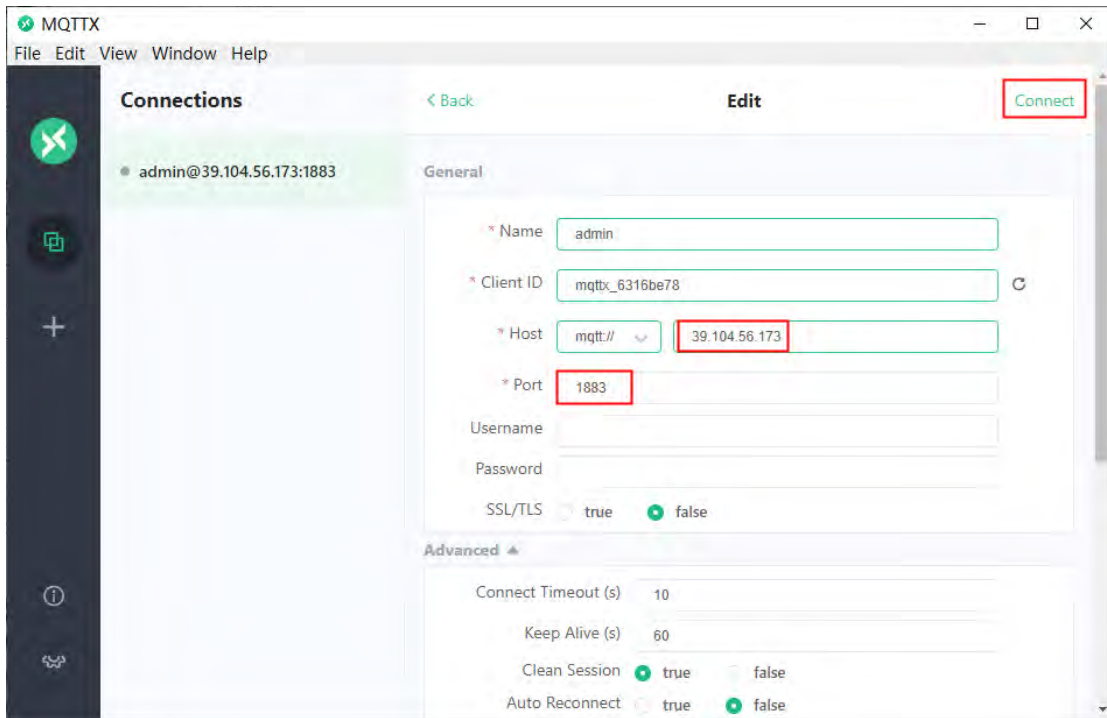 MQTTX
File Edit View Window Help
Connections
< Back
Edit
Connect
admin@39.104.56.173:1883
General
* Name admin
* Client ID mqttx_6316be78
* Host mqtt:// 39.104.56.173
* Port 1883
Username
Password
SSL/TLS true false
Advanced
Connect Timeout (s) 10
Keep Alive (s) 60
Clean Session true false
Auto Reconnect true false